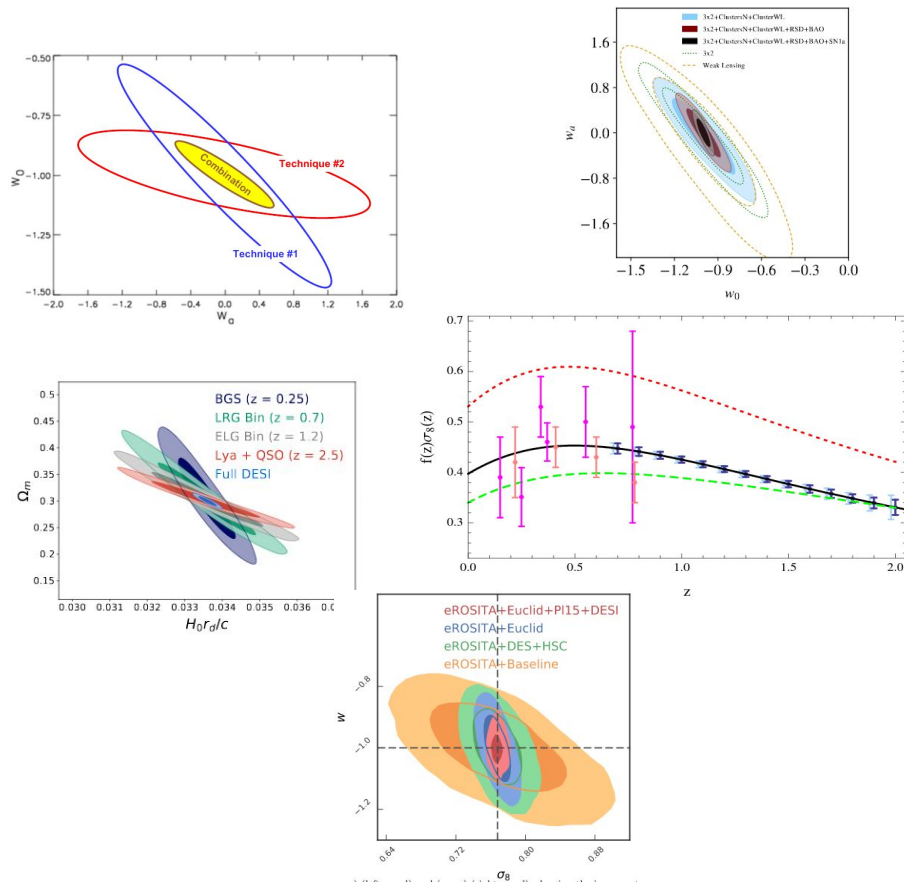 −0.50
−0.75
−1.00
−1.25
−1.50
w0
Combination
Technique #2
Technique #1
−2.0 −1.2 −0.4 0.0 0.4 1.2 2.0
wa
3x2+ClustersN+ClusterWL
3x2+ClustersN+ClusterWL+RSD+BAO
3x2+ClustersN+ClusterWL+RSD+BAO+SN1a
3x2
Weak Lensing
1.6
0.8
0.0
−0.8
−1.6
wa
−1.6 −1.2 −0.9 −0.6 −0.3 0.0
w0
BGS (z = 0.25)
LRG Bin (z = 0.7)
ELG Bin (z = 1.2)
Lya + QSO (z = 2.5)
Full DESI
0.5
0.45
0.4
0.35
0.3
0.25
0.2
0.15
Ωm
0.030 0.031 0.032 0.033 0.034 0.035 0.036 0.0
H0rd/c
0.7
0.6
0.5
0.4
0.3
f(z)σ8(z)
0.0 0.5 1.0 1.5 2.0
z
eROSITA+Euclid+Pl15+DESI
eROSITA+Euclid
eROSITA+DES+HSC
eROSITA+Baseline
−0.8
−1.0
−1.2
w
0.64 0.72 0.80 0.88
σ8